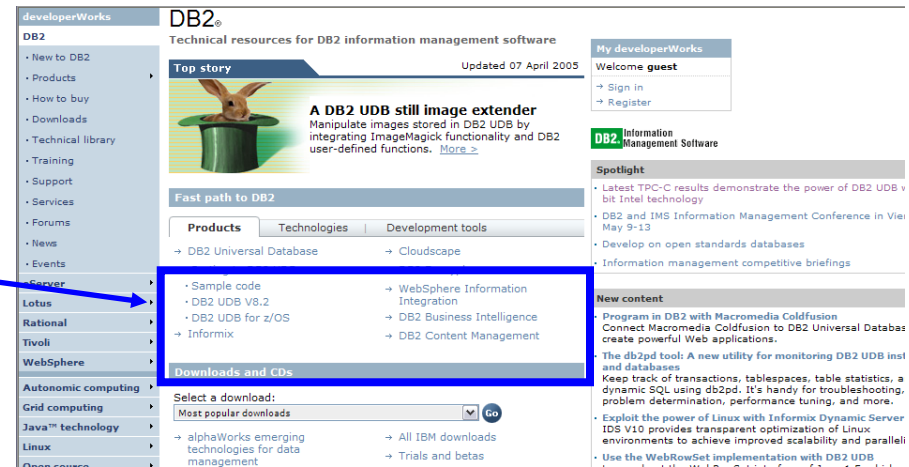 developerWorks
DB2
· New to DB2
· Products
· How to buy
· Downloads
· Technical library
· Training
· Support
· Services
· Forums
· News
· Events
eServer
Lotus
Rational
Tivoli
WebSphere
Autonomic computing
Grid computing
Java™ technology
Linux
Open source
DB2®
Technical resources for DB2 information management software
Top story
Updated 07 April 2005
A DB2 UDB still image extender
Manipulate images stored in DB2 UDB by
integrating ImageMagick functionality and DB2
user-defined functions. More >
Fast path to DB2
Products
Technologies
Development tools
→ DB2 Universal Database
· Sample code
· DB2 UDB V8.2
· DB2 UDB for z/OS
→ Informix
→ Cloudscape
→ WebSphere Information
Integration
→ DB2 Business Intelligence
→ DB2 Content Management
Downloads and CDs
Select a download:
Most popular downloads
Go
→ alphaWorks emerging
technologies for data
management
→ All IBM downloads
→ Trials and betas
My developerWorks
Welcome guest
→ Sign in
→ Register
DB2. Information
Management Software
Spotlight
· Latest TPC-C results demonstrate the power of DB2 UDB
bit Intel technology
· DB2 and IMS Information Management Conference in
May 9-13
· Develop on open standards databases
· Information management competitive briefings
New content
· Program in DB2 with Macromedia Coldfusion
Connect Macromedia Coldfusion to DB2 Universal
create powerful Web applications.
· The db2pd tool: A new utility for monitoring DB2 UDB
and databases
Keep track of transactions, tablespaces, table statistics,
dynamic SQL using db2pd. It's handy for troubleshooting,
problem determination, performance tuning, and more.
· Exploit the power of Linux with Informix Dynamic Server
IDS V10 provides transparent optimization of Linux
environments to achieve improved scalability and
· Use the WebRowSet implementation with DB2 UDB